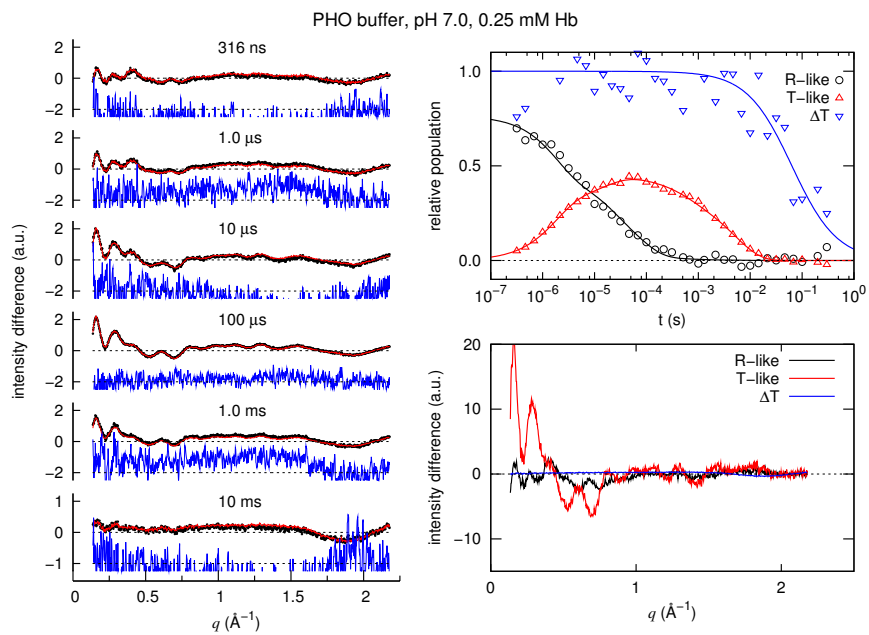 PHO buffer, pH 7.0, 0.25 mM Hb
316 ns
2
0
−2
1.0 μs
2
0
−2
10 μs
2
0
−2
100 μs
2
0
−2
1.0 ms
2
0
−2
10 ms
1
0
−1
0 0.5 1 1.5 2
q (Å⁻¹)
intensity difference (a.u.)
1.0
0.5
0.0
relative population
R−like
T−like
ΔT
10⁻⁷ 10⁻⁶ 10⁻⁵ 10⁻⁴ 10⁻³ 10⁻² 10⁻¹ 10⁰
t (s)
20
10
0
−10
intensity difference (a.u.)
R−like
T−like
ΔT
0 1 2
q (Å⁻¹)